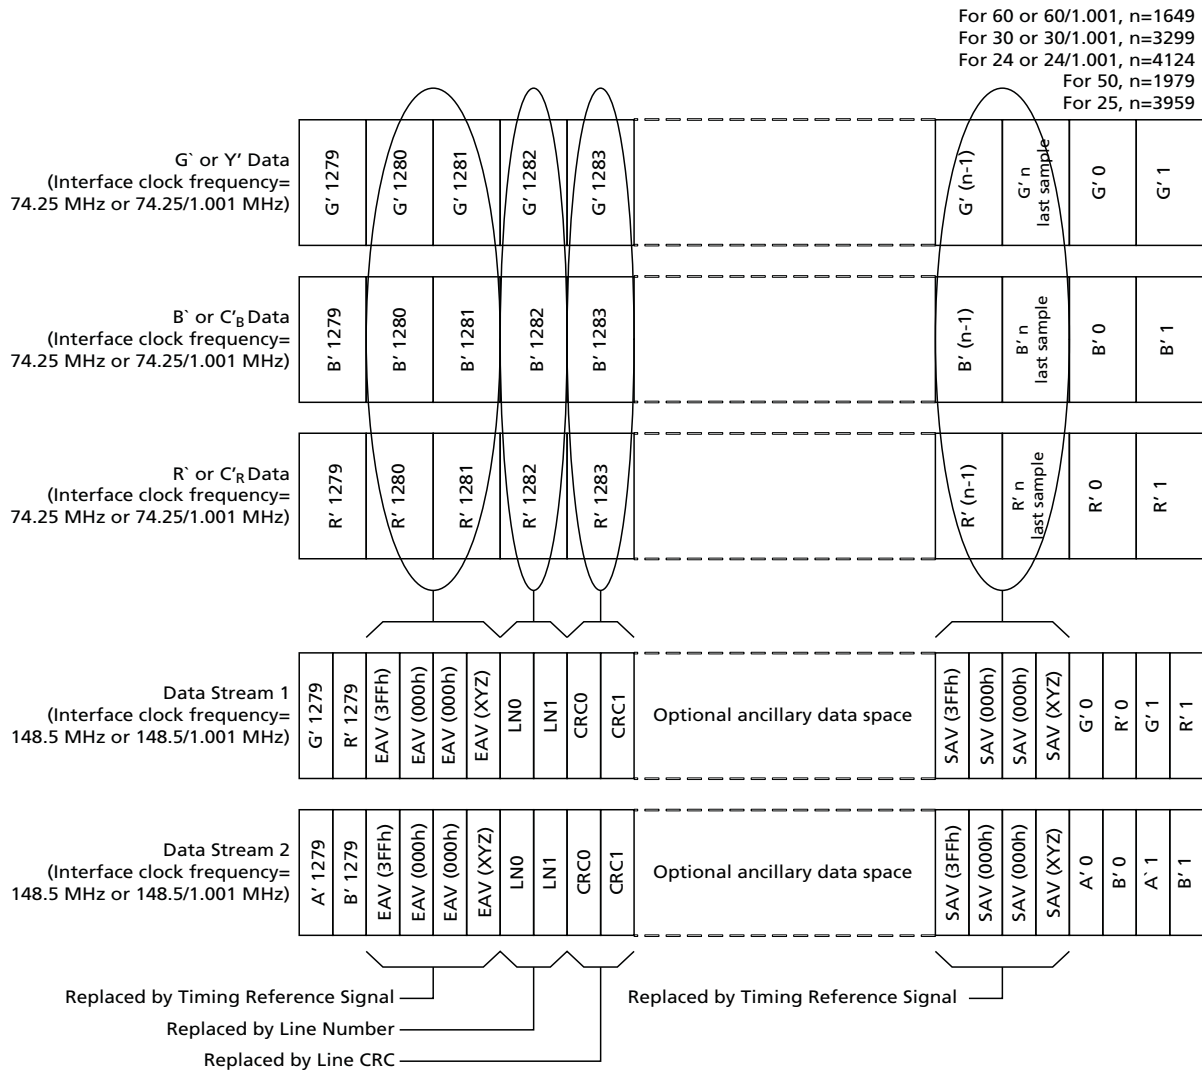 For 60 or 60/1.001, n=1649
For 30 or 30/1.001, n=3299
For 24 or 24/1.001, n=4124
For 50, n=1979
For 25, n=3959
G` or Y’ Data
(Interface clock frequency=
74.25 MHz or 74.25/1.001 MHz)
G’ 1279
G’ 1280
G’ 1281
G’ 1282
G’ 1283
G’ (n-1)
G’ n
last sample
G’ 0
G’ 1
B` or C’B Data
(Interface clock frequency=
74.25 MHz or 74.25/1.001 MHz)
B’ 1279
B’ 1280
B’ 1281
B’ 1282
B’ 1283
B’ (n-1)
B’ n
last sample
B’ 0
B’ 1
R` or C’R Data
(Interface clock frequency=
74.25 MHz or 74.25/1.001 MHz)
R’ 1279
R’ 1280
R’ 1281
R’ 1282
R’ 1283
R’ (n-1)
R’ n
last sample
R’ 0
R’ 1
Data Stream 1
(Interface clock frequency=
148.5 MHz or 148.5/1.001 MHz)
G’ 1279
R’ 1279
EAV (3FFh)
EAV (000h)
EAV (000h)
EAV (XYZ)
LN0
LN1
CRC0
CRC1
Optional ancillary data space
SAV (3FFh)
SAV (000h)
SAV (000h)
SAV (XYZ)
G’ 0
R’ 0
G’ 1
R’ 1
Data Stream 2
(Interface clock frequency=
148.5 MHz or 148.5/1.001 MHz)
A’ 1279
B’ 1279
EAV (3FFh)
EAV (000h)
EAV (000h)
EAV (XYZ)
LN0
LN1
CRC0
CRC1
Optional ancillary data space
SAV (3FFh)
SAV (000h)
SAV (000h)
SAV (XYZ)
A’ 0
B’ 0
A` 1
B’ 1
Replaced by Timing Reference Signal
Replaced by Timing Reference Signal
Replaced by Line Number
Replaced by Line CRC